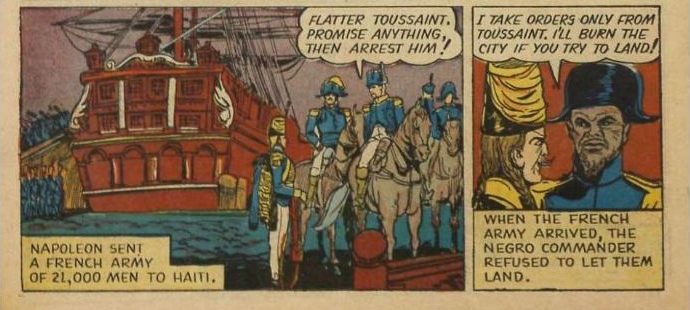 FLATTER TOUSSAINT.
PROMISE ANYTHING,
THEN ARREST HIM!
NAPOLEON SENT
A FRENCH ARMY
OF 21,000 MEN TO HAITI.
I TAKE ORDERS ONLY FROM
TOUSSAINT. I'LL BURN THE
CITY IF YOU TRY TO LAND!
WHEN THE FRENCH
ARMY ARRIVED, THE
NEGRO COMMANDER
REFUSED TO LET THEM
LAND.